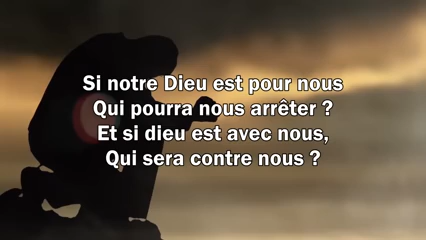 Si notre Dieu est pour nous
Qui pourra nous arrêter ?
Et si dieu est avec nous,
Qui sera contre nous ?